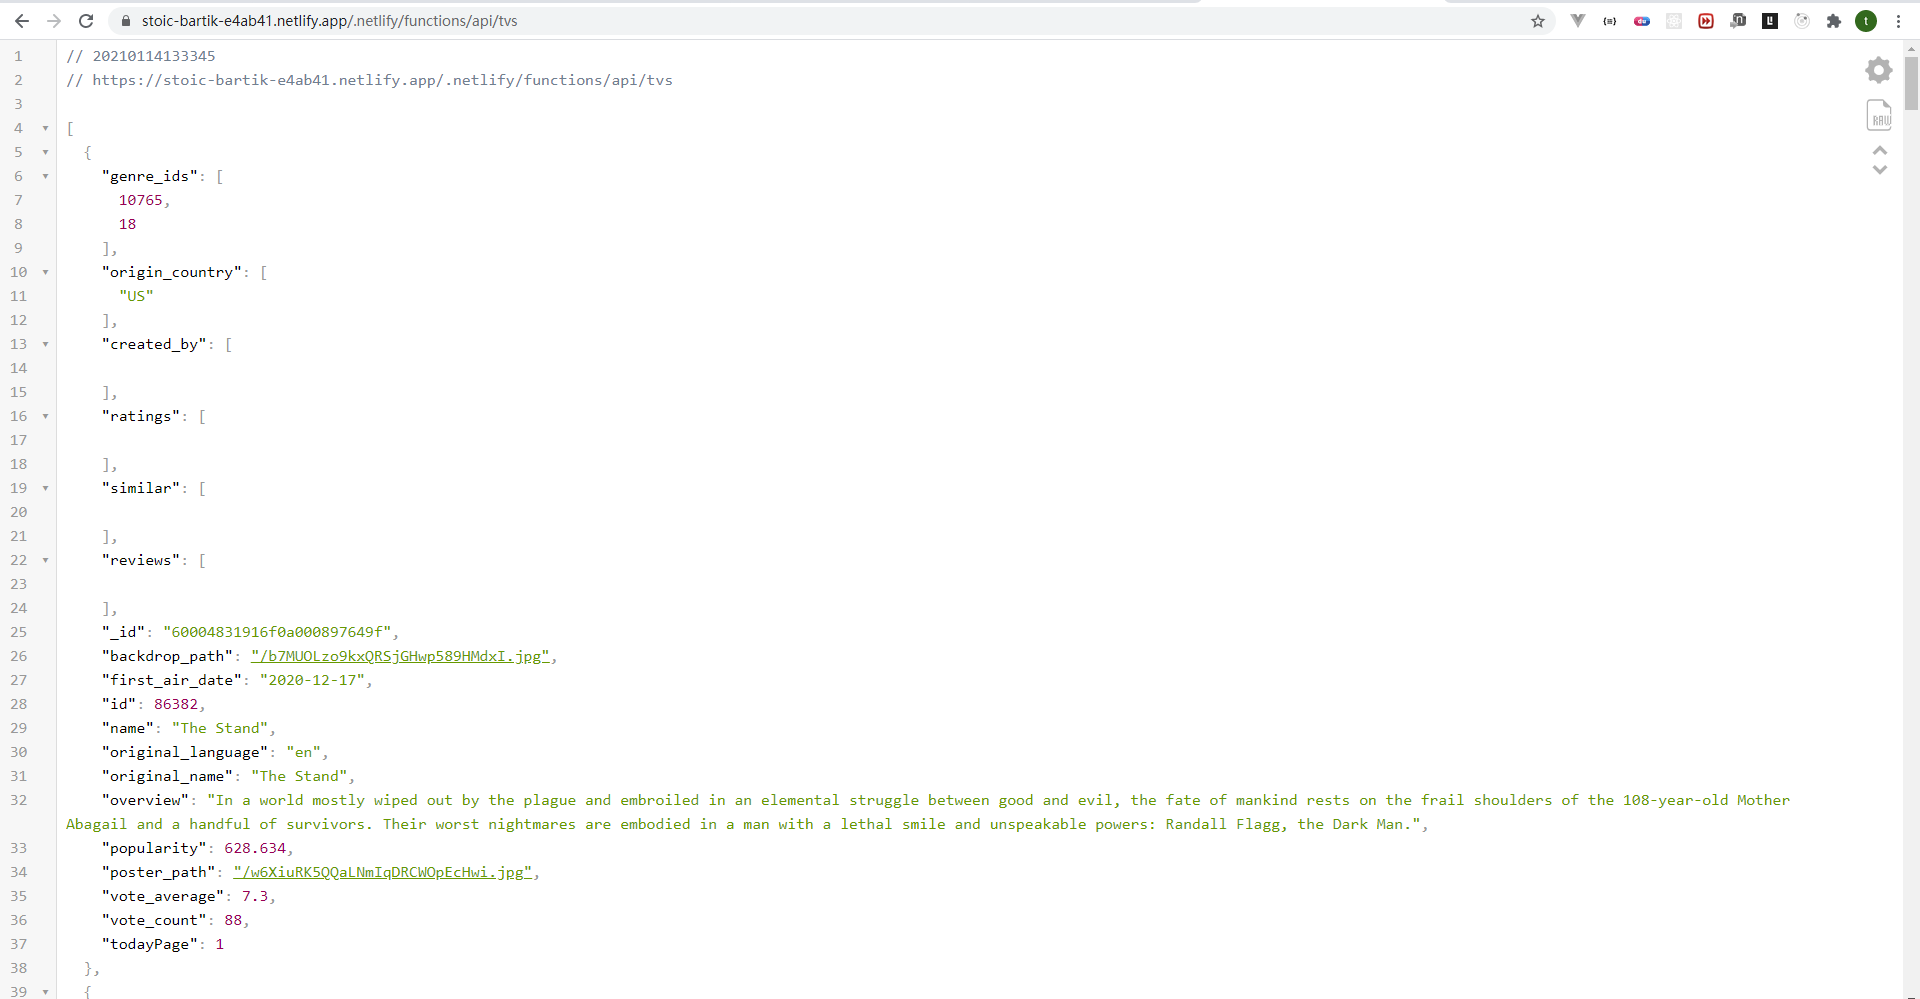 stoic-bartik-e4ab41.netlify.app/.netlify/functions/api/tvs
1 // 20210114133345
2 // https://stoic-bartik-e4ab41.netlify.app/.netlify/functions/api/tvs
3
4 [
5 {
6 "genre_ids": [
7 10765,
8 18
9 ],
10 "origin_country": [
11 "US"
12 ],
13 "created_by": [
14
15 ],
16 "ratings": [
17
18 ],
19 "similar": [
20
21 ],
22 "reviews": [
23
24 ],
25 "_id": "60004831916f0a000897649f",
26 "backdrop_path": "/b7MUOLzo9kxQRSjGHwp589HMdxI.jpg",
27 "first_air_date": "2020-12-17",
28 "id": 86382,
29 "name": "The Stand",
30 "original_language": "en",
31 "original_name": "The Stand",
32 "overview": "In a world mostly wiped out by the plague and embroiled in an elemental struggle between good and evil, the fate of mankind rests on the frail shoulders of the 108-year-old Mother
Abagail and a handful of survivors. Their worst nightmares are embodied in a man with a lethal smile and unspeakable powers: Randall Flagg, the Dark Man.",
33 "popularity": 628.634,
34 "poster_path": "/w6XiuRK5QQaLNmIqDRCWOpEcHwi.jpg",
35 "vote_average": 7.3,
36 "vote_count": 88,
37 "todayPage": 1
38 },
39 {
RAW
t